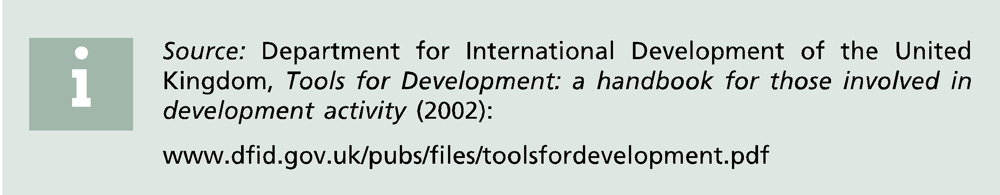 i
Source: Department for International Development of the United
Kingdom, Tools for Development: a handbook for those involved in
development activity (2002):
www.dfid.gov.uk/pubs/files/toolsfordevelopment.pdf